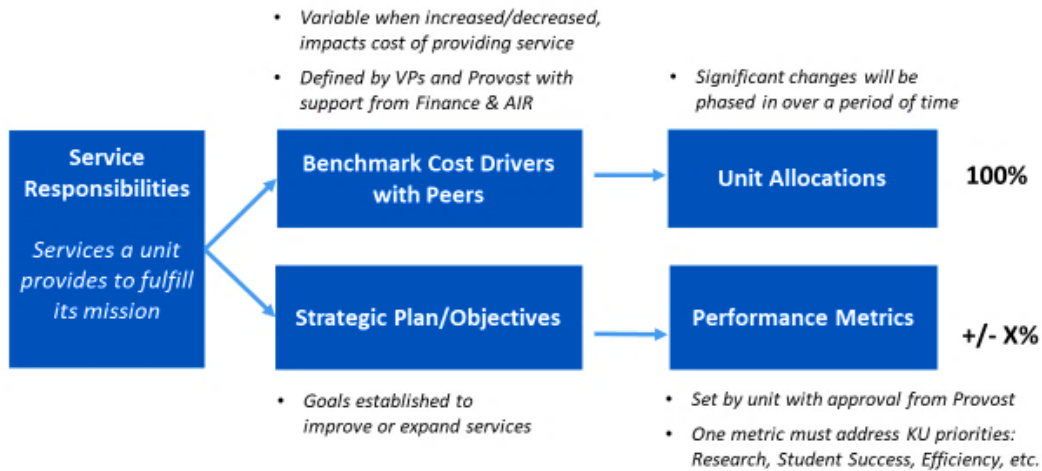 • Variable when increased/decreased,
impacts cost of providing service
• Defined by VPs and Provost with
support from Finance & AIR
• Significant changes will be
phased in over a period of time
Service
Responsibilities
Services a unit
provides to fulfill
its mission
Benchmark Cost Drivers
with Peers
Unit Allocations
100%
Strategic Plan/Objectives
Performance Metrics
+/- X%
• Goals established to
improve or expand services
• Set by unit with approval from Provost
• One metric must address KU priorities:
Research, Student Success, Efficiency, etc.